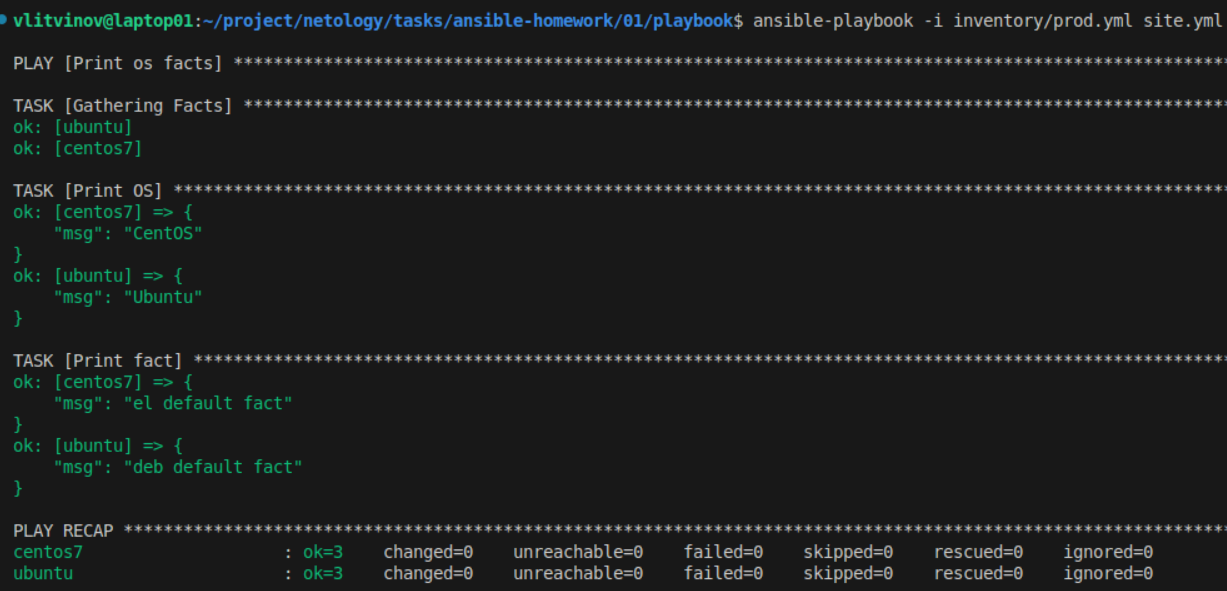 vlitvinov@laptop01:~/project/netology/tasks/ansible-homework/01/playbook$ ansible-playbook -i inventory/prod.yml site.yml

PLAY [Print os facts] ***************************************************************************************************

TASK [Gathering Facts] **************************************************************************************************
ok: [ubuntu]
ok: [centos7]

TASK [Print OS] *********************************************************************************************************
ok: [centos7] => {
    "msg": "CentOS"
}
ok: [ubuntu] => {
    "msg": "Ubuntu"
}

TASK [Print fact] *******************************************************************************************************
ok: [centos7] => {
    "msg": "el default fact"
}
ok: [ubuntu] => {
    "msg": "deb default fact"
}

PLAY RECAP **************************************************************************************************************
centos7                    : ok=3    changed=0    unreachable=0    failed=0    skipped=0    rescued=0    ignored=0
ubuntu                     : ok=3    changed=0    unreachable=0    failed=0    skipped=0    rescued=0    ignored=0